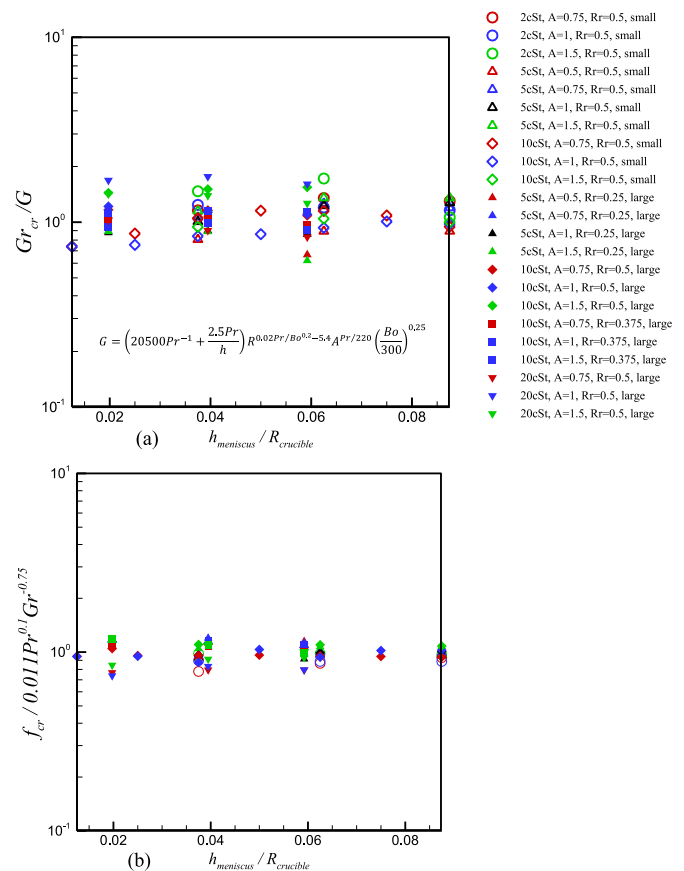 10¹
10⁰
10⁻¹
Gr_cr/G
G = (20500Pr⁻¹ + 2.5Pr/h) R^(0.02Pr/Bo^0.2−5.4) A^(Pr/220) (Bo/300)^0,25
0.02 0.04 0.06 0.08
(a) h_meniscus / R_crucible
2cSt, A=0.75, Rr=0.5, small
2cSt, A=1, Rr=0.5, small
2cSt, A=1.5, Rr=0.5, small
5cSt, A=0.5, Rr=0.5, small
5cSt, A=0.75, Rr=0.5, small
5cSt, A=1, Rr=0.5, small
5cSt, A=1.5, Rr=0.5, small
10cSt, A=0.75, Rr=0.5, small
10cSt, A=1, Rr=0.5, small
10cSt, A=1.5, Rr=0.5, small
5cSt, A=0.5, Rr=0.25, large
5cSt, A=0.75, Rr=0.25, large
5cSt, A=1, Rr=0.25, large
5cSt, A=1.5, Rr=0.25, large
10cSt, A=0.75, Rr=0.5, large
10cSt, A=1, Rr=0.5, large
10cSt, A=1.5, Rr=0.5, large
10cSt, A=0.75, Rr=0.375, large
10cSt, A=1, Rr=0.375, large
10cSt, A=1.5, Rr=0.375, large
20cSt, A=0.75, Rr=0.5, large
20cSt, A=1, Rr=0.5, large
20cSt, A=1.5, Rr=0.5, large
10¹
10⁰
10⁻¹
f_cr / 0.011Pr^0.1Gr^-0.75
0.02 0.04 0.06 0.08
(b) h_meniscus / R_crucible